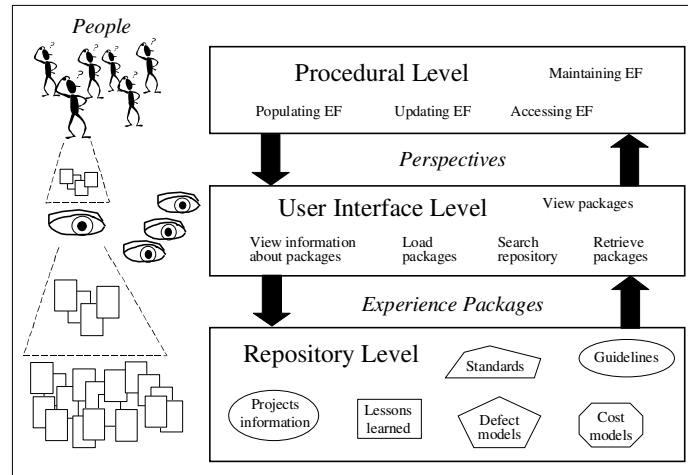 People
? ? ? ? ? ?
Procedural Level
Maintaining EF
Populating EF Updating EF Accessing EF
Perspectives
User Interface Level
View packages
View information
about packages
Load
packages
Search
repository
Retrieve
packages
Experience Packages
Repository Level
Standards
Guidelines
Projects
information
Lessons
learned
Defect
models
Cost
models